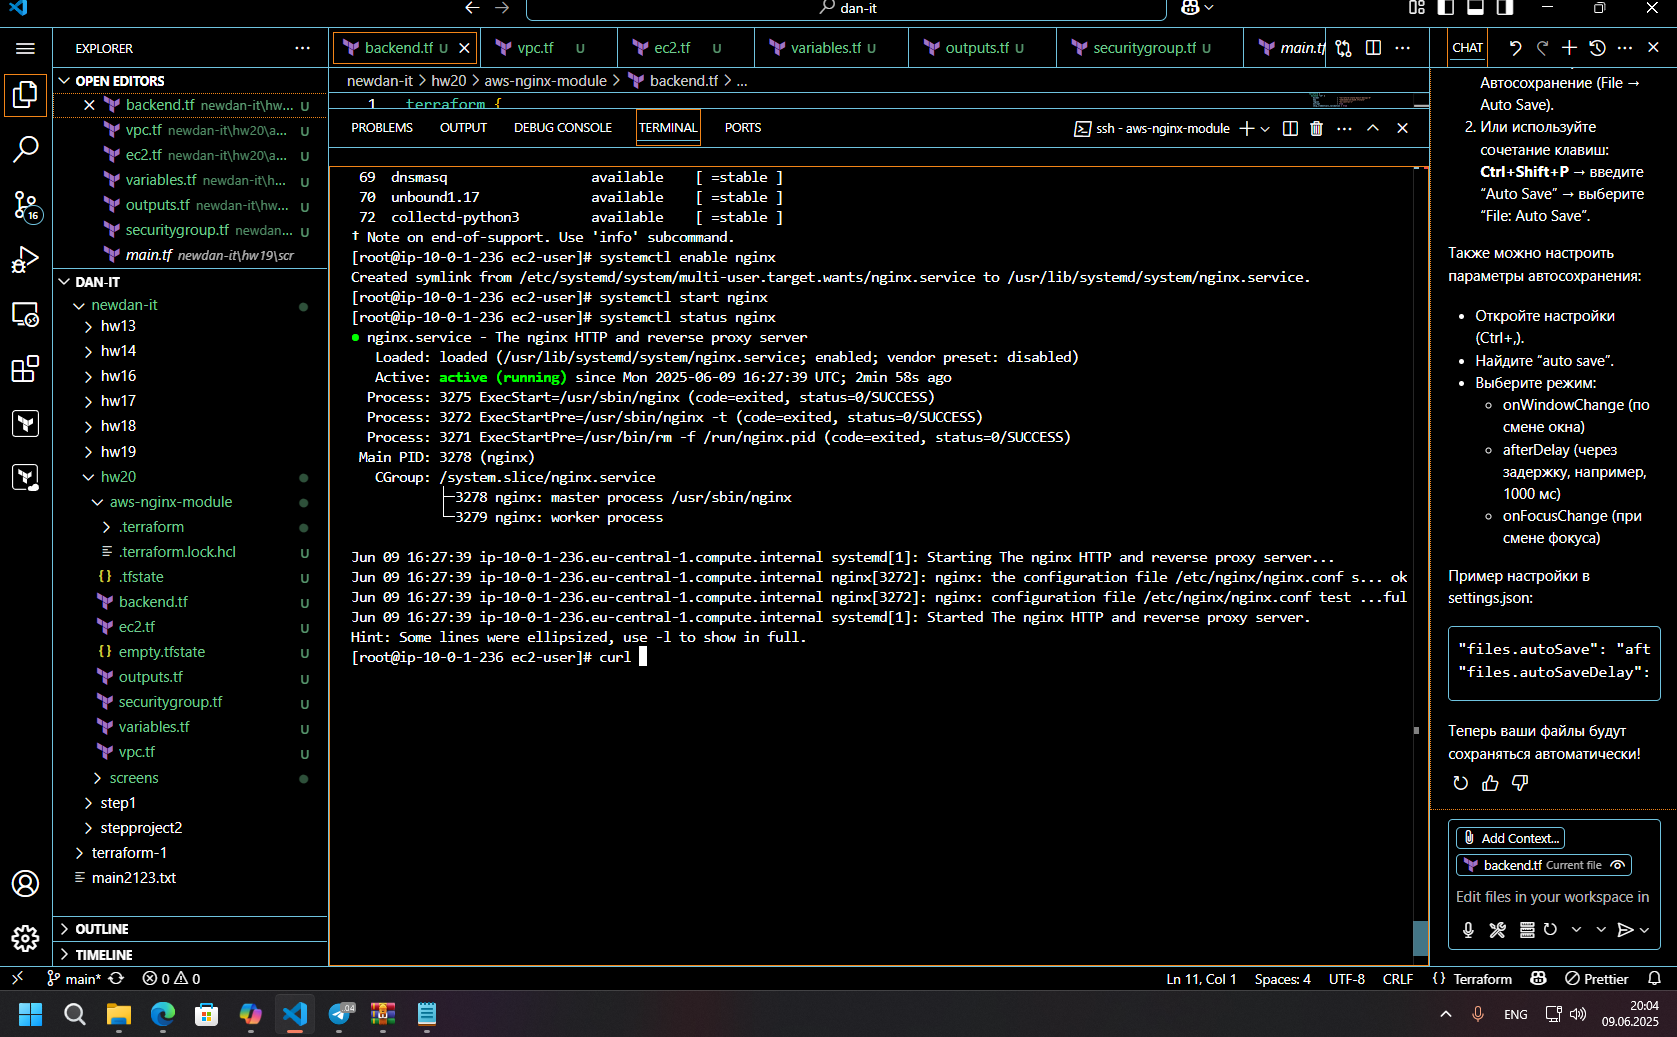 dan-it
EXPLORER
OPEN EDITORS
backend.tf newdan-it\hw... U
vpc.tf newdan-it\hw20\a... U
ec2.tf newdan-it\hw20\a... U
variables.tf newdan-it\h... U
outputs.tf newdan-it\hw... U
securitygroup.tf newdan... U
main.tf newdan-it\hw19\scr
16
DAN-IT
newdan-it
hw13
hw14
hw16
hw17
hw18
hw19
hw20
aws-nginx-module
.terraform
.terraform.lock.hcl U
.tfstate U
backend.tf U
ec2.tf U
empty.tfstate U
outputs.tf U
securitygroup.tf U
variables.tf U
vpc.tf U
screens
step1
stepproject2
terraform-1
main2123.txt
OUTLINE
TIMELINE
backend.tf U vpc.tf U ec2.tf U variables.tf U outputs.tf U securitygroup.tf U main.tf
newdan-it > hw20 > aws-nginx-module > backend.tf > ...
1 terraform {
PROBLEMS OUTPUT DEBUG CONSOLE TERMINAL PORTS ssh - aws-nginx-module
69 dnsmasq available [ =stable ]
70 unbound1.17 available [ =stable ]
72 collectd-python3 available [ =stable ]
† Note on end-of-support. Use 'info' subcommand.
[root@ip-10-0-1-236 ec2-user]# systemctl enable nginx
Created symlink from /etc/systemd/system/multi-user.target.wants/nginx.service to /usr/lib/systemd/system/nginx.service.
[root@ip-10-0-1-236 ec2-user]# systemctl start nginx
[root@ip-10-0-1-236 ec2-user]# systemctl status nginx
● nginx.service - The nginx HTTP and reverse proxy server
Loaded: loaded (/usr/lib/systemd/system/nginx.service; enabled; vendor preset: disabled)
Active: active (running) since Mon 2025-06-09 16:27:39 UTC; 2min 58s ago
Process: 3275 ExecStart=/usr/sbin/nginx (code=exited, status=0/SUCCESS)
Process: 3272 ExecStartPre=/usr/sbin/nginx -t (code=exited, status=0/SUCCESS)
Process: 3271 ExecStartPre=/usr/bin/rm -f /run/nginx.pid (code=exited, status=0/SUCCESS)
Main PID: 3278 (nginx)
CGroup: /system.slice/nginx.service
├─3278 nginx: master process /usr/sbin/nginx
└─3279 nginx: worker process
Jun 09 16:27:39 ip-10-0-1-236.eu-central-1.compute.internal systemd[1]: Starting The nginx HTTP and reverse proxy server...
Jun 09 16:27:39 ip-10-0-1-236.eu-central-1.compute.internal nginx[3272]: nginx: the configuration file /etc/nginx/nginx.conf s... ok
Jun 09 16:27:39 ip-10-0-1-236.eu-central-1.compute.internal nginx[3272]: nginx: configuration file /etc/nginx/nginx.conf test ...ful
Jun 09 16:27:39 ip-10-0-1-236.eu-central-1.compute.internal systemd[1]: Started The nginx HTTP and reverse proxy server.
Hint: Some lines were ellipsized, use -l to show in full.
[root@ip-10-0-1-236 ec2-user]# curl
CHAT
Автосохранение (File →
Auto Save).
2. Или используйте
сочетание клавиш:
Ctrl+Shift+P → введите
“Auto Save” → выберите
“File: Auto Save”.
Также можно настроить
параметры автосохранения:
• Откройте настройки
(Ctrl+,).
• Найдите “auto save”.
• Выберите режим:
onWindowChange (по
смене окна)
afterDelay (через
задержку, например,
1000 мс)
onFocusChange (при
смене фокуса)
Пример настройки в
settings.json:
"files.autoSave": "aft
"files.autoSaveDelay":
Теперь ваши файлы будут
сохраняться автоматически!
Add Context...
backend.tf Current file
Edit files in your workspace in
main* 0 0 Ln 11, Col 1 Spaces: 4 UTF-8 CRLF {} Terraform Prettier
04 ENG 20:04
09.06.2025